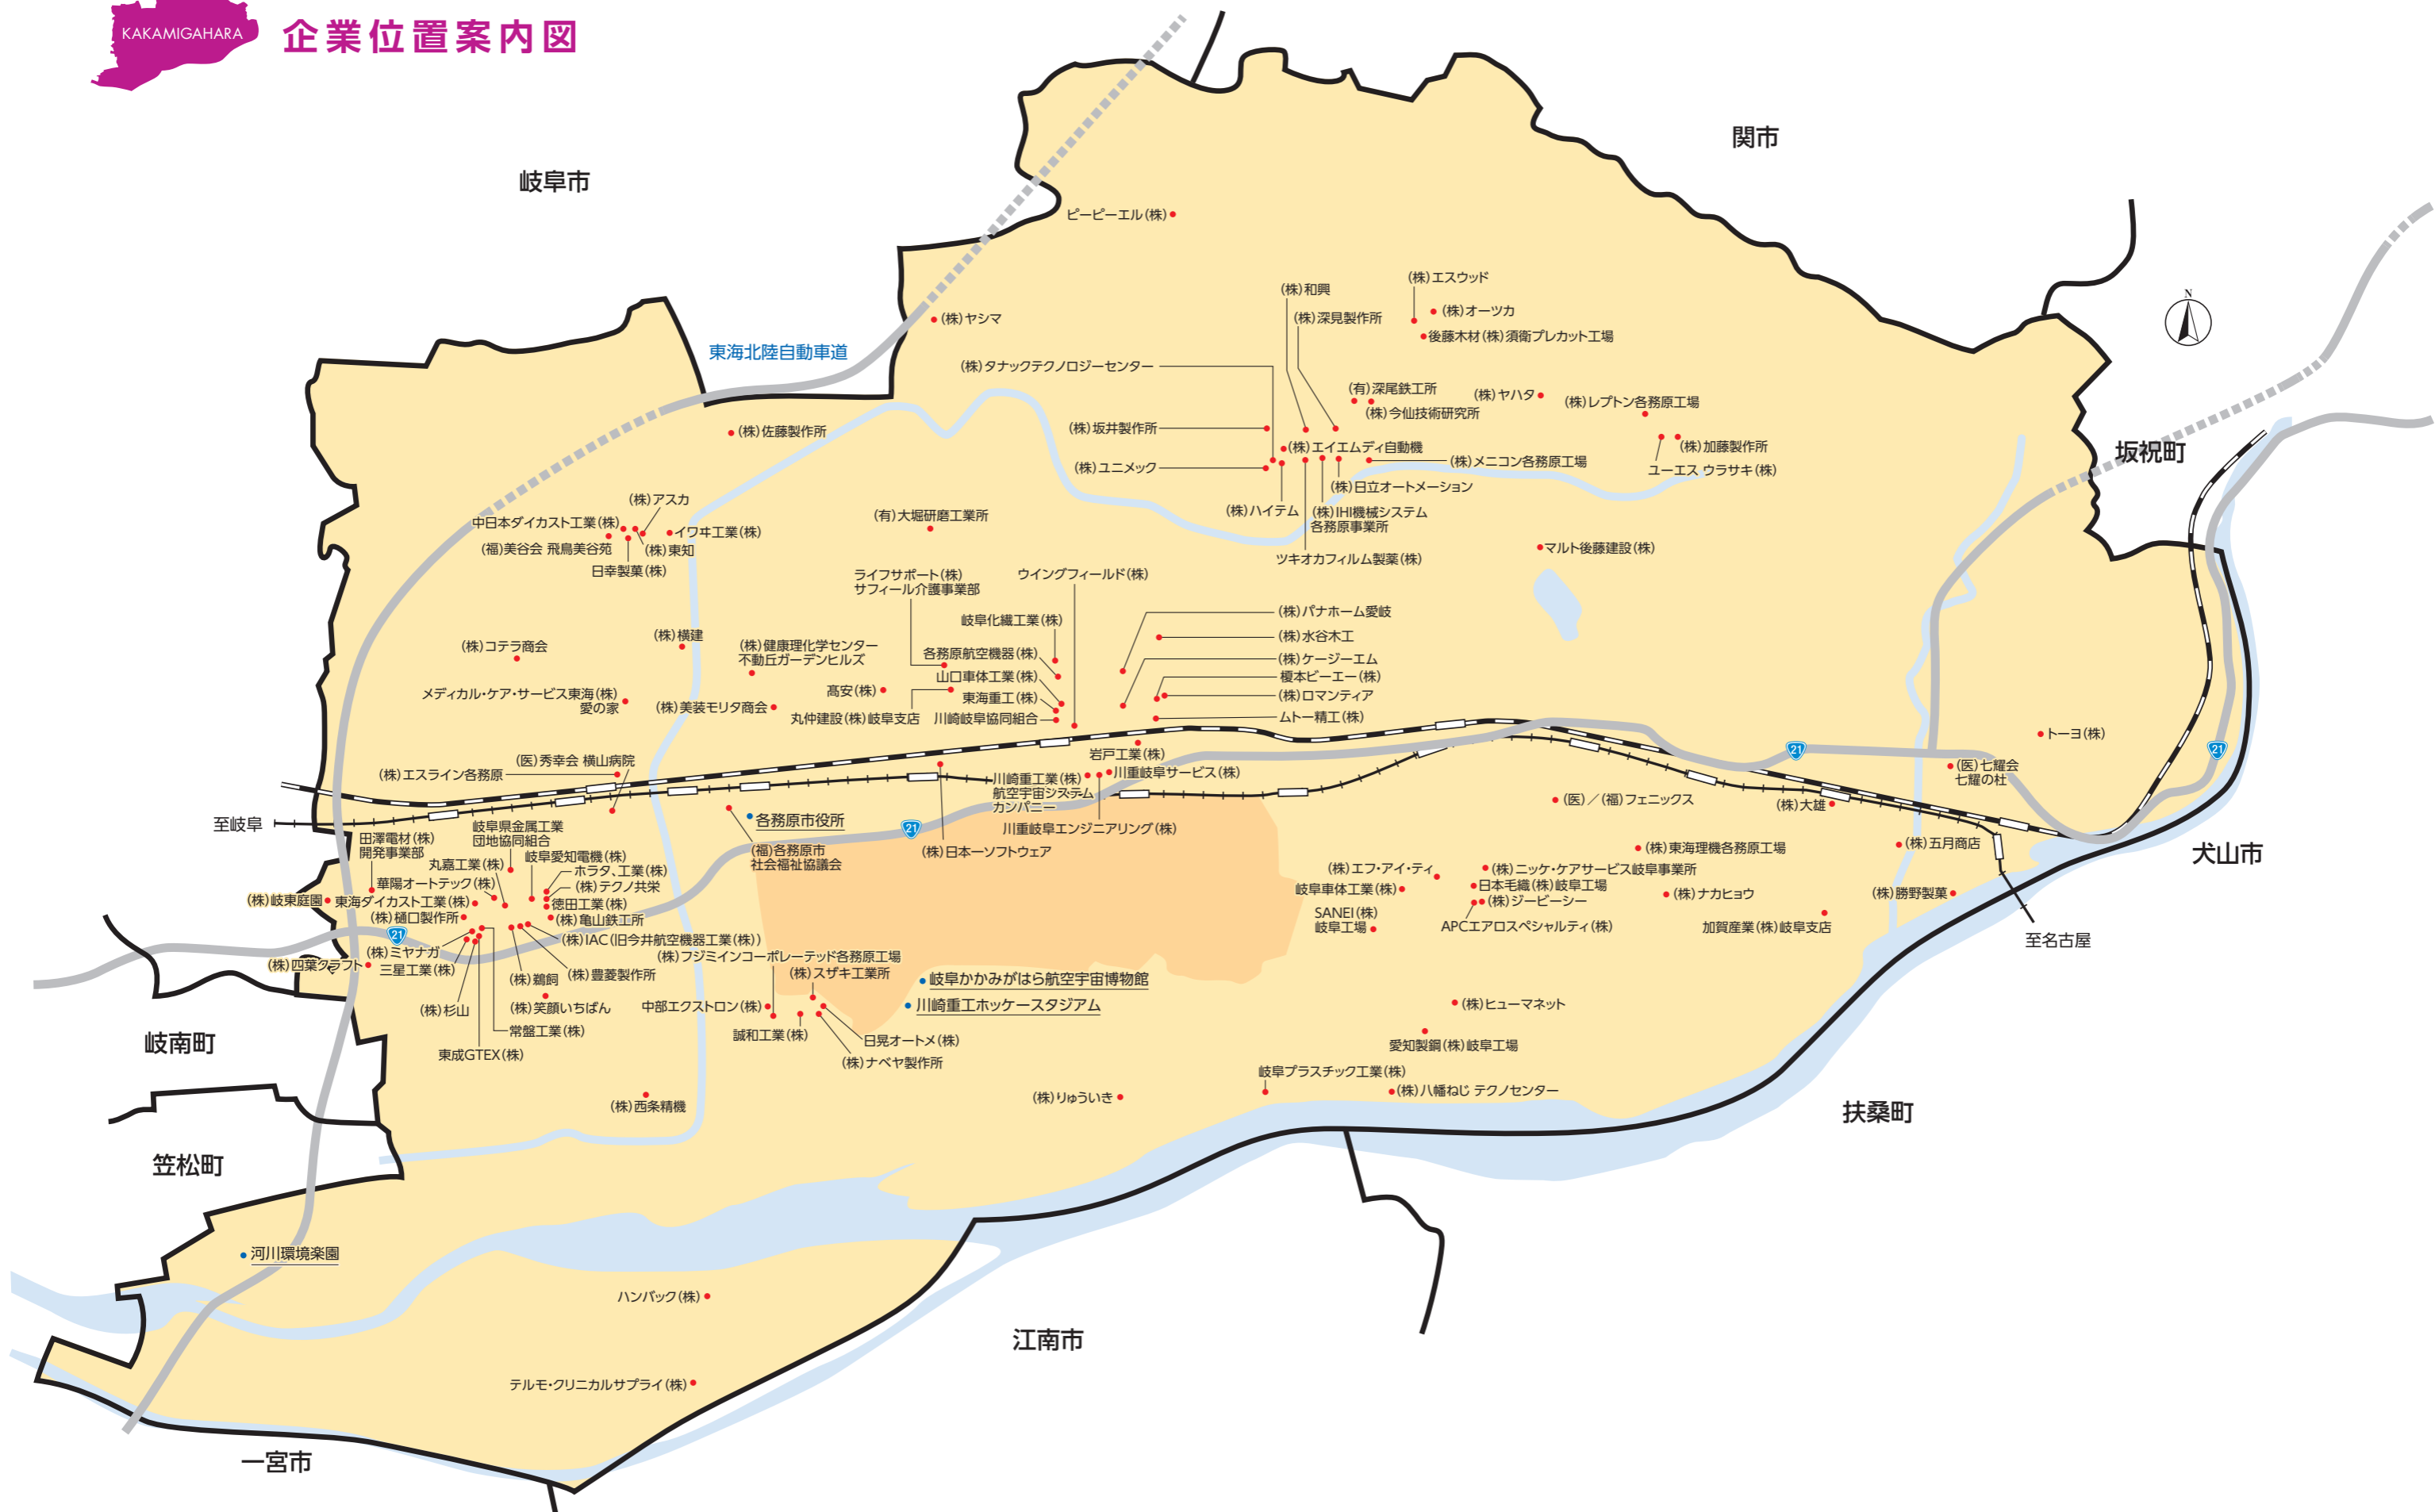 KAKAMIGAHARA
企業位置案内図
関市
岐阜市
ピーピーエル(株)
N
(株)エスウッド
(株)和興
(株)オーツカ
(株)深見製作所
(株)ヤシマ
後藤木材(株)須衛プレカット工場
東海北陸自動車道
(株)タナックテクノロジーセンター
(有)深尾鉄工所
(株)ヤハタ
(株)レプトン各務原工場
(株)今仙技術研究所
(株)坂井製作所
(株)佐藤製作所
(株)エイエムディ自動機
(株)加藤製作所
坂祝町
(株)ユニメック
(株)メニコン各務原工場
ユーエス ウラサキ(株)
(株)日立オートメーション
(株)アスカ
(株)ハイテム
(株)IHI機械システム
各務原事業所
(有)大堀研磨工業所
中日本ダイカスト工業(株)
イワヰ工業(株)
(福)美谷会 飛鳥美谷苑
(株)東知
マルト後藤建設(株)
ツキオカフィルム製薬(株)
日幸製菓(株)
ライフサポート(株)
サフィール介護事業部
ウイングフィールド(株)
(株)パナホーム愛岐
岐阜化繊工業(株)
(株)横建
(株)水谷木工
(株)コテラ商会
(株)健康理化学センター
不動丘ガーデンヒルズ
各務原航空機器(株)
(株)ケージーエム
山口車体工業(株)
榎本ビーエー(株)
メディカル・ケア・サービス東海(株)
愛の家
髙安(株)
東海重工(株)
(株)ロマンティア
(株)美装モリタ商会
丸仲建設(株)岐阜支店
川崎岐阜協同組合
ムトー精工(株)
トーヨ(株)
21
21
岩戸工業(株)
(医)秀幸会 横山病院
(株)エスライン各務原
川崎重工業(株)
航空宇宙システム
カンパニー
川重岐阜サービス(株)
(医)七耀会
七耀の杜
(医)/(福)フェニックス
(株)大雄
至岐阜
各務原市役所
21
川重岐阜エンジニアリング(株)
田澤電材(株)
開発事業部
岐阜県金属工業
団地協同組合
(福)各務原市
社会福祉協議会
(株)日本一ソフトウェア
(株)東海理機各務原工場
(株)五月商店
犬山市
丸嘉工業(株)
岐阜愛知電機(株)
ホラタ、工業(株)
(株)エフ・アイ・ティ
(株)ニッケ・ケアサービス岐阜事業所
華陽オートテック(株)
(株)テクノ共栄
岐阜車体工業(株)
日本毛織(株)岐阜工場
(株)ナカヒョウ
(株)勝野製菓
(株)岐東庭園
東海ダイカスト工業(株)
徳田工業(株)
(株)ジービーシー
(株)樋口製作所
(株)亀山鉄工所
SANEI(株)
岐阜工場
APCエアロスペシャルティ(株)
加賀産業(株)岐阜支店
21
(株)IAC(旧今井航空機器工業(株))
至名古屋
(株)ミヤナガ
(株)フジミインコーポレーテッド各務原工場
(株)四葉クラフト
三星工業(株)
(株)豊菱製作所
(株)スザキ工業所
(株)鵜飼
岐阜かかみがはら航空宇宙博物館
(株)杉山
(株)笑顔いちばん
中部エクストロン(株)
川崎重工ホッケースタジアム
(株)ヒューマネット
常盤工業(株)
誠和工業(株)
日晃オートメ(株)
岐南町
愛知製鋼(株)岐阜工場
東成GTEX(株)
(株)ナベヤ製作所
岐阜プラスチック工業(株)
(株)八幡ねじ テクノセンター
(株)りゅういき
(株)西条精機
扶桑町
笠松町
河川環境楽園
ハンパック(株)
江南市
テルモ・クリニカルサプライ(株)
一宮市